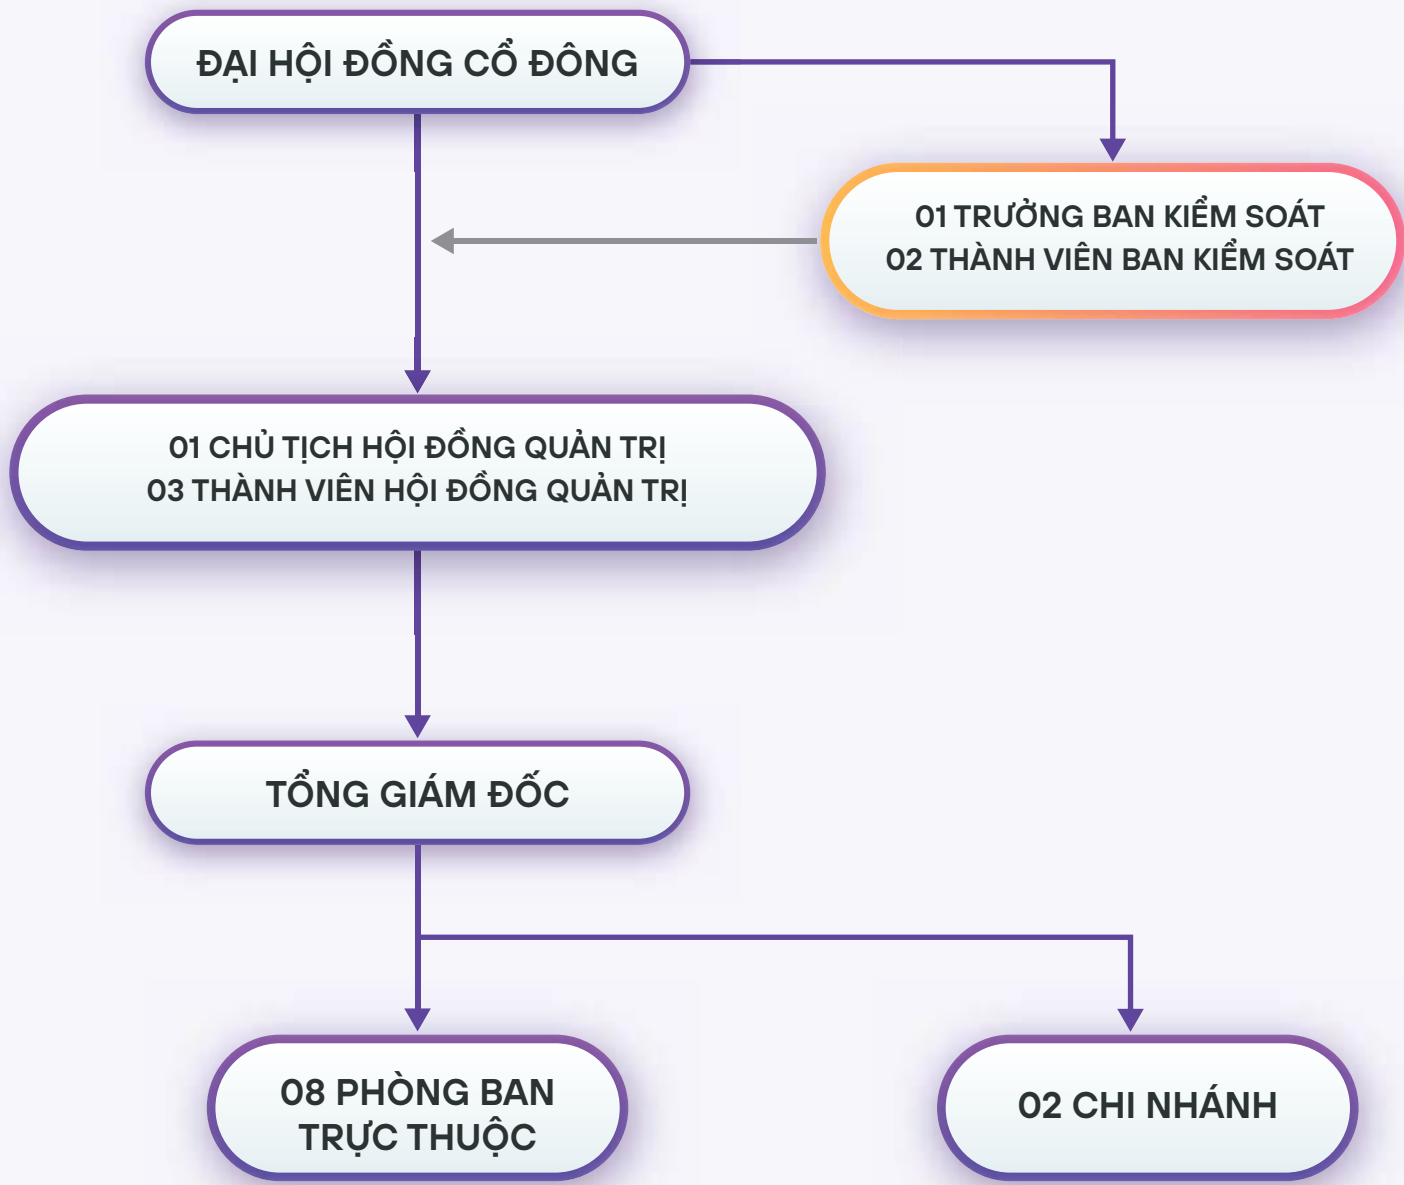 ĐẠI HỘI ĐỒNG CỔ ĐÔNG
01 TRƯỞNG BAN KIỂM SOÁT
02 THÀNH VIÊN BAN KIỂM SOÁT
01 CHỦ TỊCH HỘI ĐỒNG QUẢN TRỊ
03 THÀNH VIÊN HỘI ĐỒNG QUẢN TRỊ
TỔNG GIÁM ĐỐC
08 PHÒNG BAN
TRỰC THUỘC
02 CHI NHÁNH